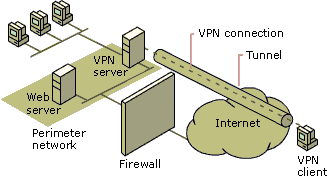 VPN connection
Tunnel
VPN
server
Web
server
Internet
Perimeter
network
Firewall
VPN
client